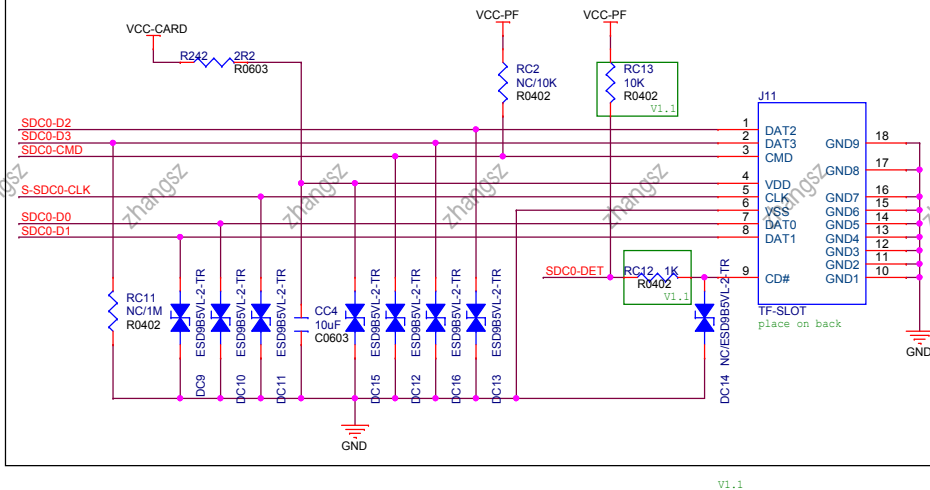 VCC-PF
VCC-PF
VCC-CARD
R242
2R2
R0603
RC2
NC/10K
R0402
RC13
10K
R0402
V1.1
J11
SDC0-D2
SDC0-D3
SDC0-CMD
S-SDC0-CLK
SDC0-D0
SDC0-D1
1
2
3
4
5
6
7
8
9
DAT2
DAT3
CMD
VDD
CLK
VSS
DAT0
DAT1
CD#
GND9
GND8
GND7
GND6
GND5
GND4
GND3
GND2
GND1
18
17
16
15
14
13
12
11
10
zhangsz
zhangsz
zhangsz
zhangsz
SDC0-DET
RC12
1K
R0402
V1.1
TF-SLOT
place on back
GND
RC11
NC/1M
R0402
DC9
ESD9B5VL-2-TR
DC10
ESD9B5VL-2-TR
DC11
ESD9B5VL-2-TR
CC4
10uF
C0603
DC15
ESD9B5VL-2-TR
DC12
ESD9B5VL-2-TR
DC16
ESD9B5VL-2-TR
DC13
ESD9B5VL-2-TR
DC14
NC/ESD9B5VL-2-TR
GND
V1.1